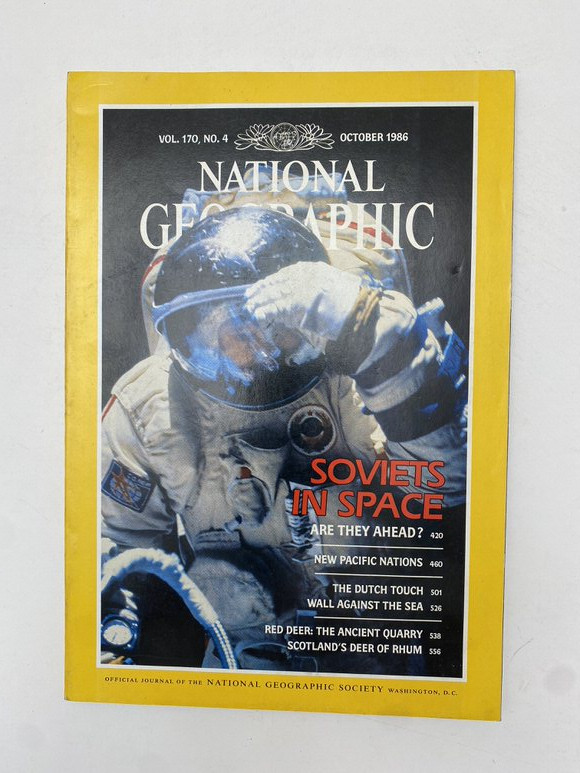 VOL. 170, NO. 4
OCTOBER 1986
NATIONAL
GEOGRAPHIC
SOVIETS
IN SPACE
ARE THEY AHEAD? 420
NEW PACIFIC NATIONS 460
THE DUTCH TOUCH 501
WALL AGAINST THE SEA 526
RED DEER: THE ANCIENT QUARRY 538
SCOTLAND'S DEER OF RHUM 556
OFFICIAL JOURNAL OF THE NATIONAL GEOGRAPHIC SOCIETY WASHINGTON, D.C.